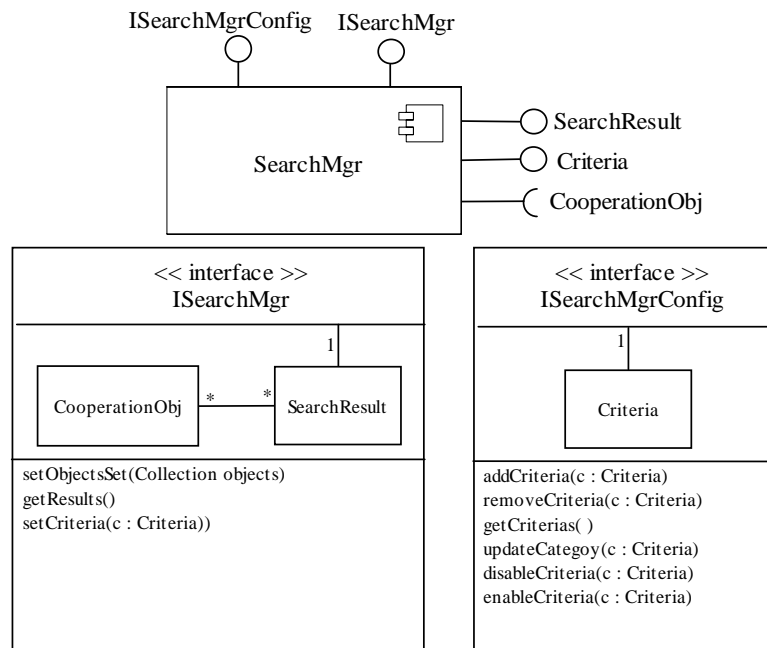 ISearchMgrConfig
ISearchMgr
SearchMgr
SearchResult
Criteria
CooperationObj
<< interface >>
ISearchMgr
1
CooperationObj
*
*
SearchResult
setObjectsSet(Collection objects)
getResults()
setCriteria(c : Criteria))
<< interface >>
ISearchMgrConfig
1
Criteria
addCriteria(c : Criteria)
removeCriteria(c : Criteria)
getCriterias( )
updateCategoy(c : Criteria)
disableCriteria(c : Criteria)
enableCriteria(c : Criteria)